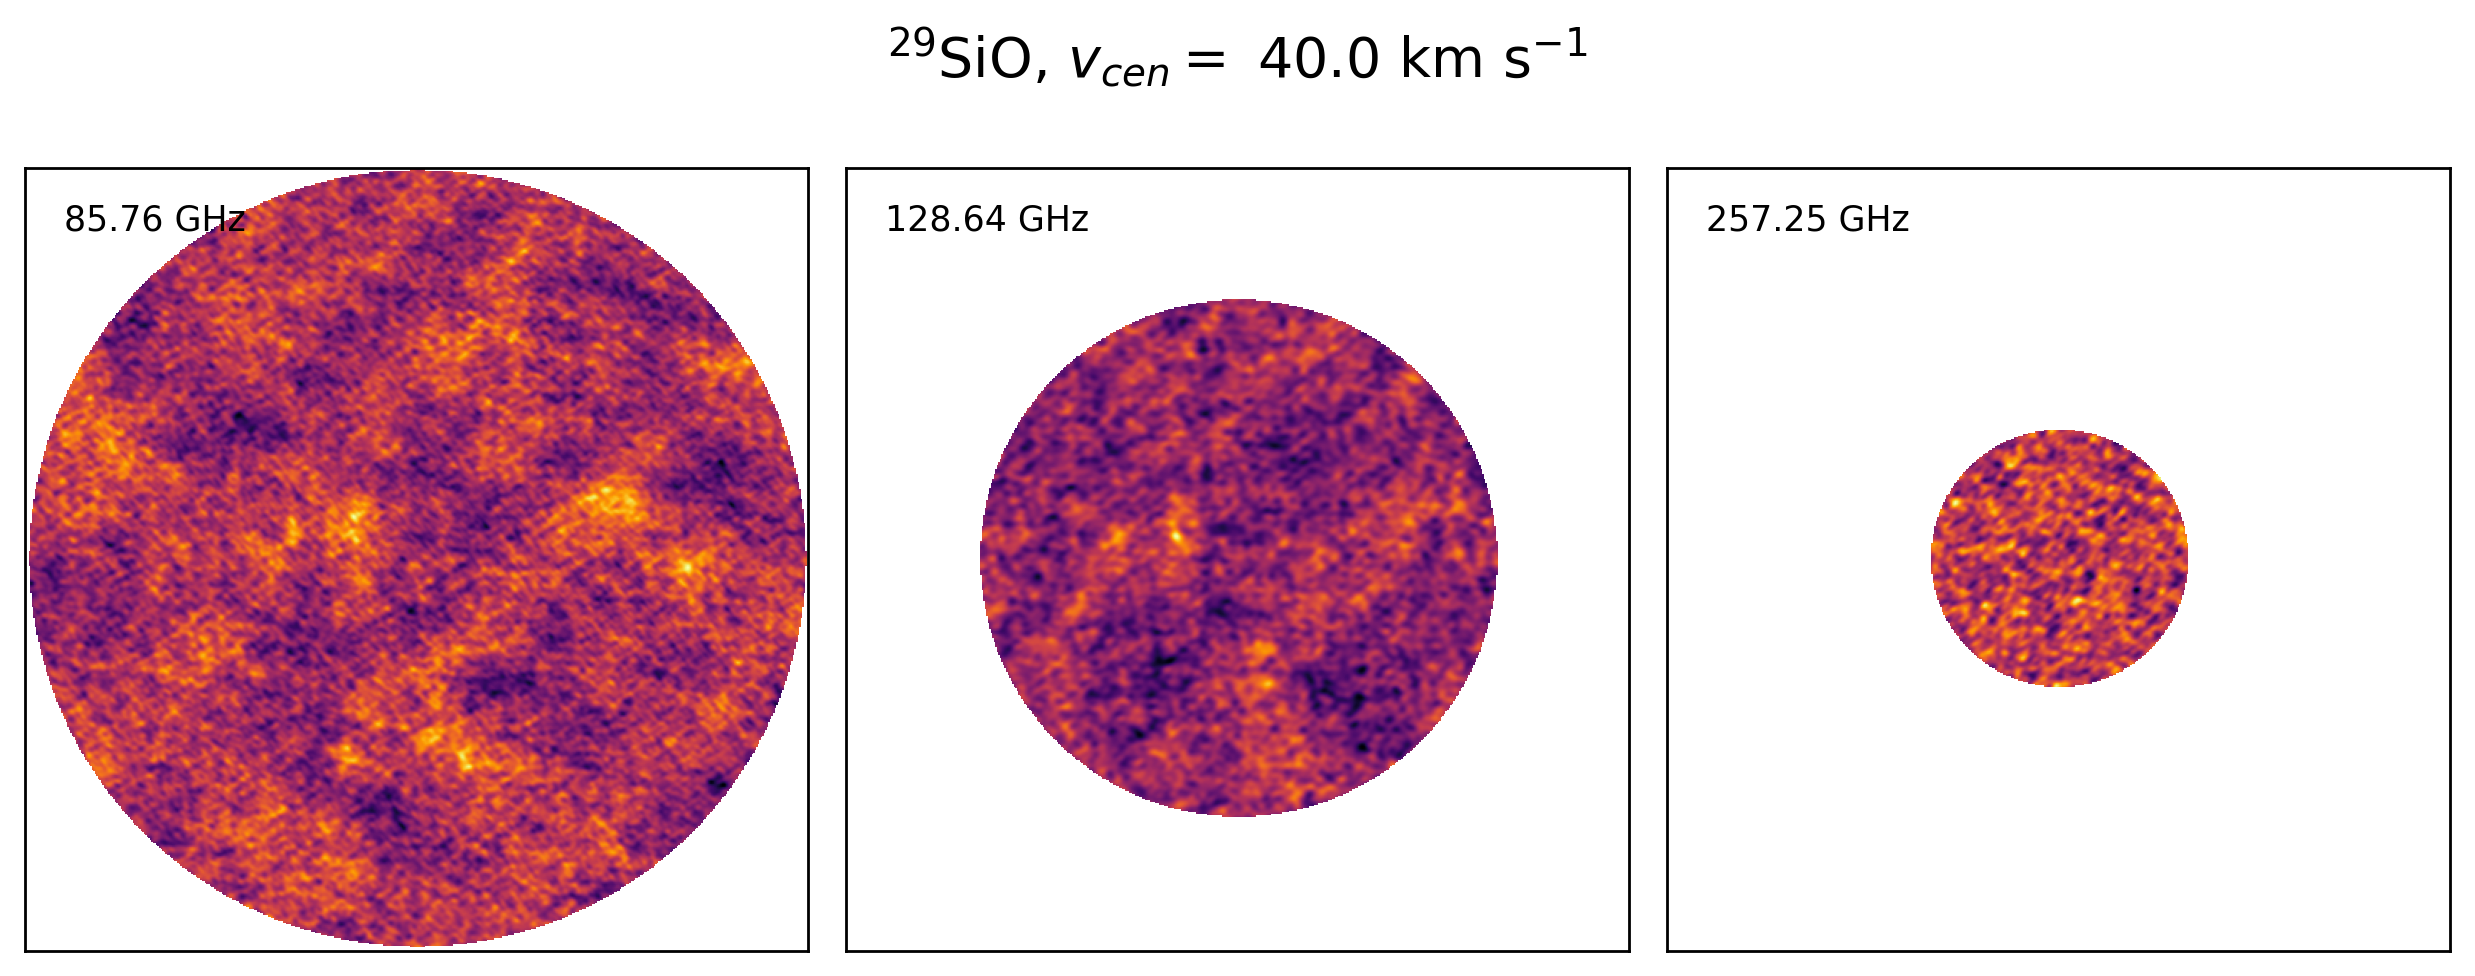 ²⁹SiO, v_cen = 40.0 km s⁻¹
85.76 GHz
128.64 GHz
257.25 GHz